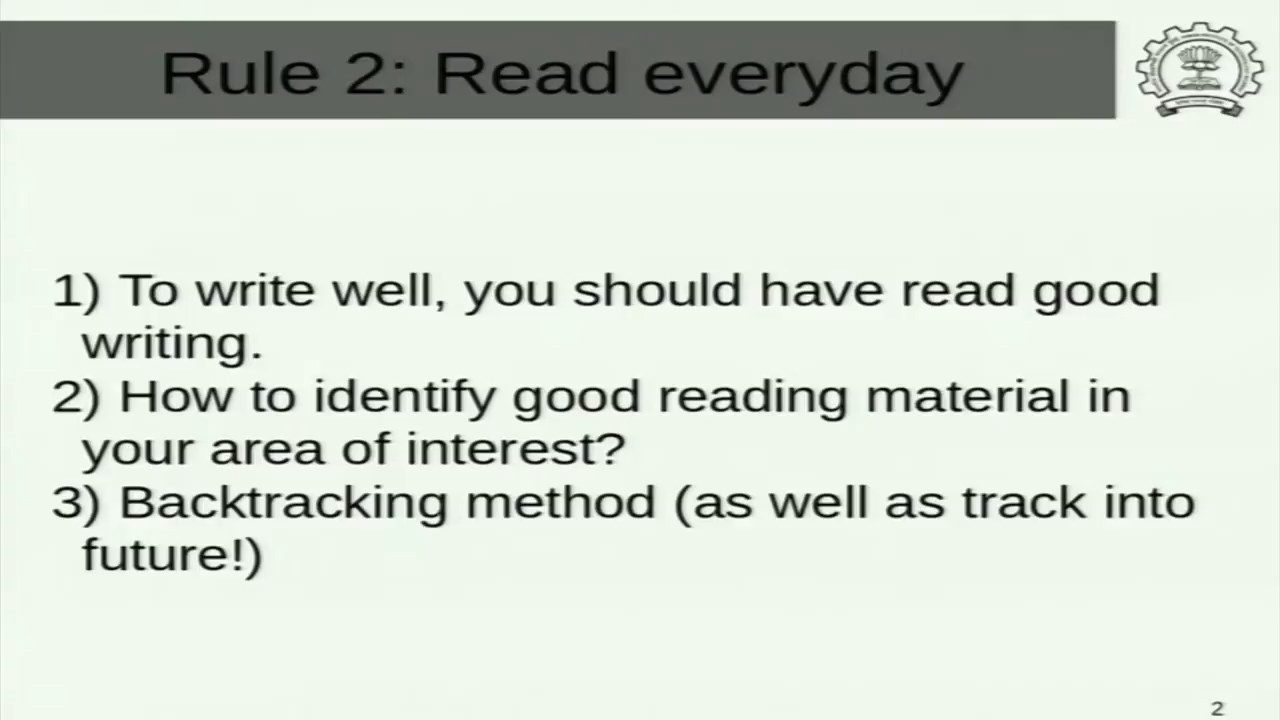 Rule 2: Read everyday
1) To write well, you should have read good
writing.
2) How to identify good reading material in
your area of interest?
3) Backtracking method (as well as track into
future!)
2